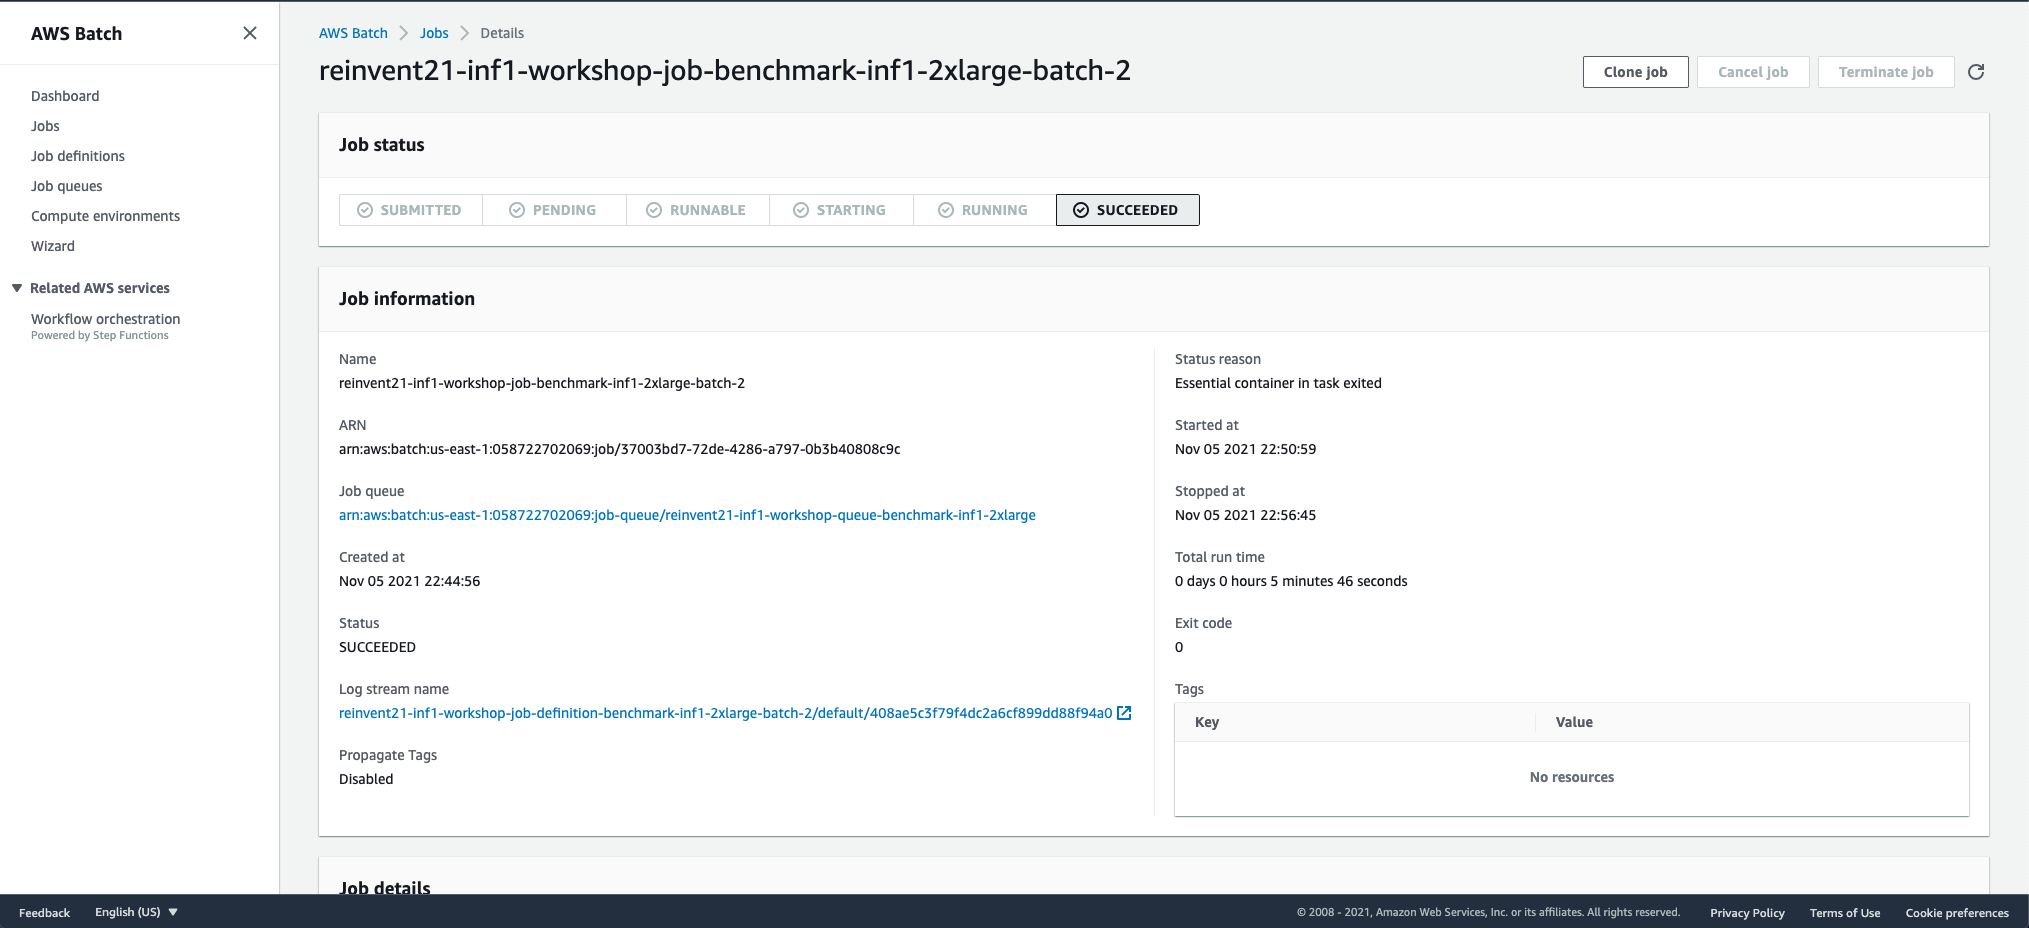 AWS Batch
Dashboard
Jobs
Job definitions
Job queues
Compute environments
Wizard
Related AWS services
Workflow orchestration
Powered by Step Functions
AWS Batch > Jobs > Details
reinvent21-inf1-workshop-job-benchmark-inf1-2xlarge-batch-2
Clone job
Cancel job
Terminate job
Job status
SUBMITTED
PENDING
RUNNABLE
STARTING
RUNNING
SUCCEEDED
Job information
Name
reinvent21-inf1-workshop-job-benchmark-inf1-2xlarge-batch-2
ARN
arn:aws:batch:us-east-1:058722702069:job/37003bd7-72de-4286-a797-0b3b40808c9c
Job queue
arn:aws:batch:us-east-1:058722702069:job-queue/reinvent21-inf1-workshop-queue-benchmark-inf1-2xlarge
Created at
Nov 05 2021 22:44:56
Status
SUCCEEDED
Log stream name
reinvent21-inf1-workshop-job-definition-benchmark-inf1-2xlarge-batch-2/default/408ae5c3f79f4dc2a6cf899dd88f94a0
Propagate Tags
Disabled
Status reason
Essential container in task exited
Started at
Nov 05 2021 22:50:59
Stopped at
Nov 05 2021 22:56:45
Total run time
0 days 0 hours 5 minutes 46 seconds
Exit code
0
Tags
Key
Value
No resources
Job details
Feedback
English (US)
© 2008 - 2021, Amazon Web Services, Inc. or its affiliates. All rights reserved.
Privacy Policy
Terms of Use
Cookie preferences